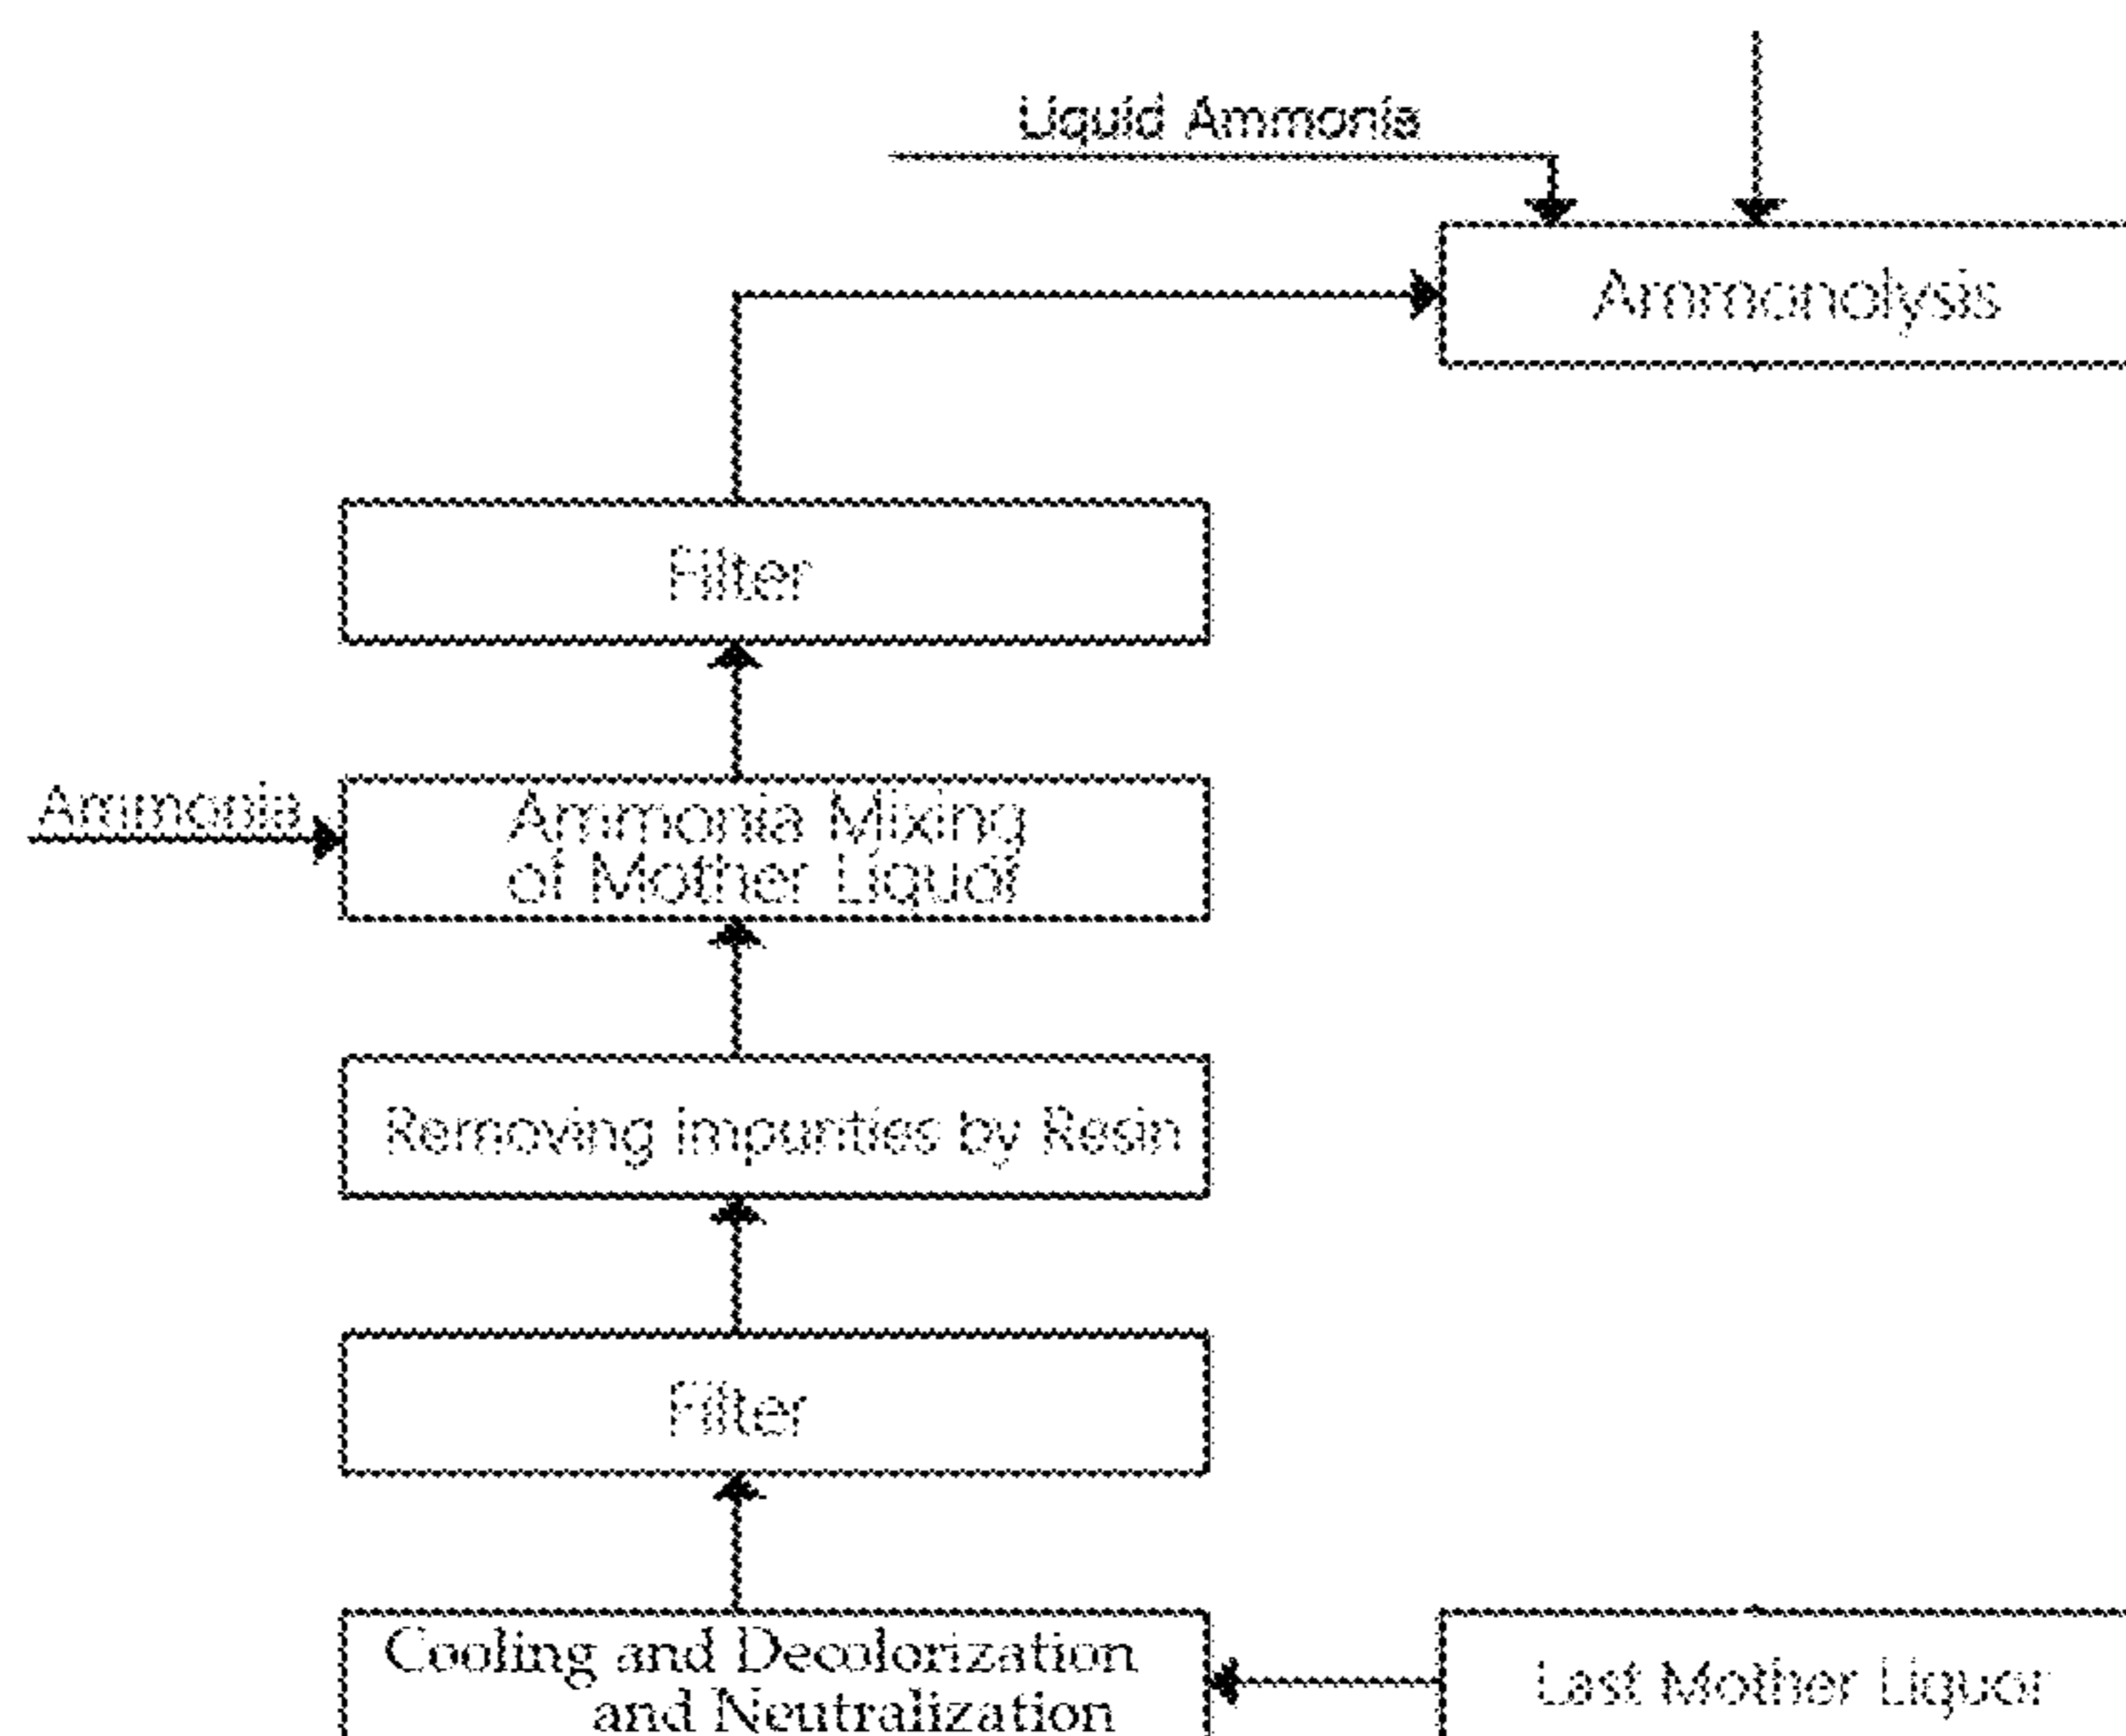 Liquid Ammonia
Ammonolysis
Filter
Ammonia
Ammonia Mixing
of Mother Liquor
Removing impurities by Resin
Filter
Cooling and Decolorization
and Neutralization
Last Mother Liquor